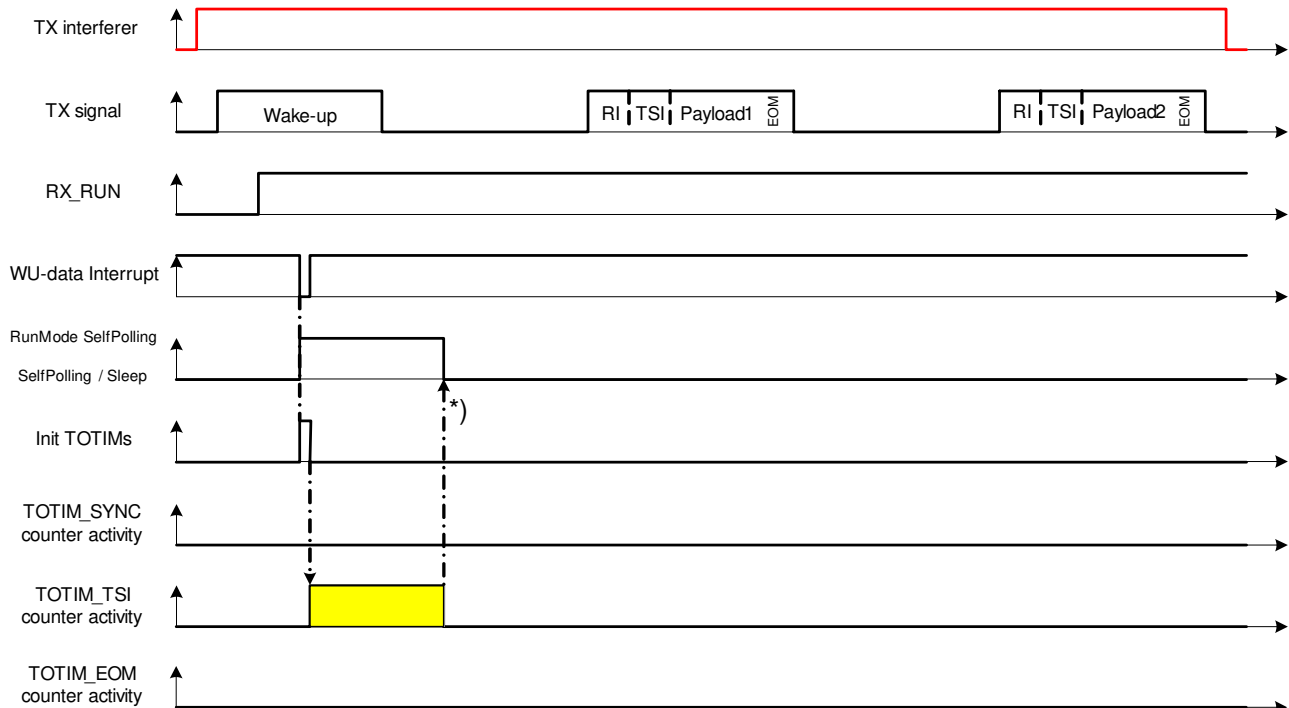 TX interferer
TX signal
Wake-up
RI TSI Payload1 EOM
RI TSI Payload2 EOM
RX_RUN
WU-data Interrupt
RunMode SelfPolling
SelfPolling / Sleep
*)
Init TOTIMs
TOTIM_SYNC
counter activity
TOTIM_TSI
counter activity
TOTIM_EOM
counter activity